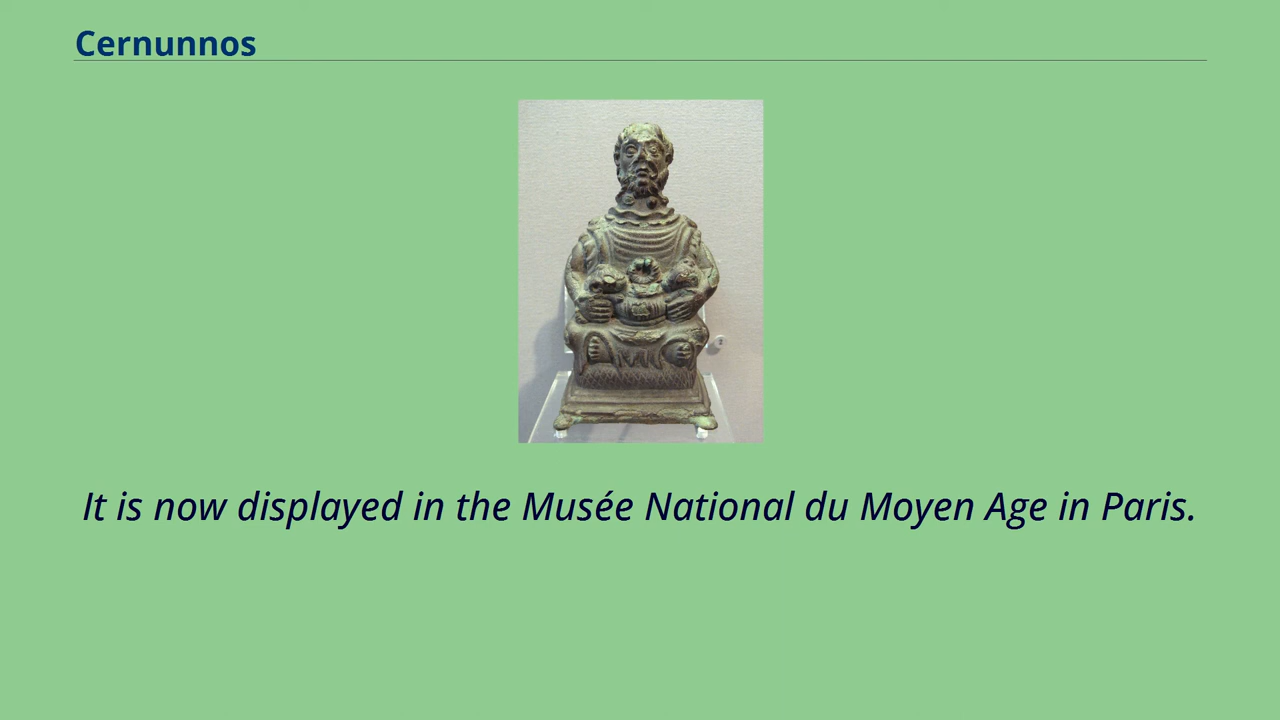 Cernunnos
It is now displayed in the Musée National du Moyen Age in Paris.